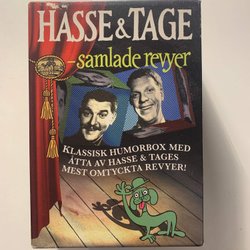 HASSE & TAGE
-samlade revyer
KLASSISK HUMORBOX MED
ÅTTA AV HASSE & TAGES
MEST OMTYCKTA REVYER!